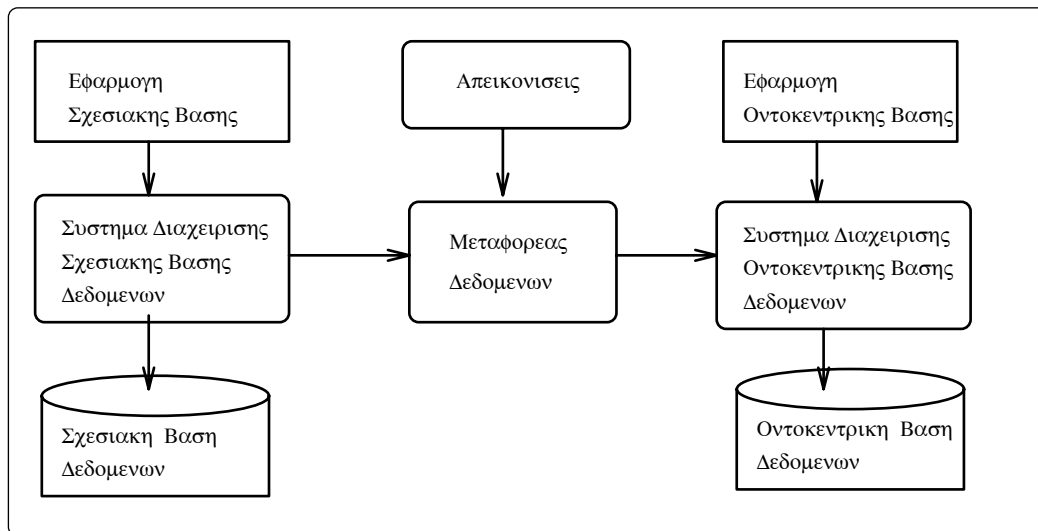 Εφαρμογη
Σχεσιακης Βασης
Απεικονισεις
Εφαρμογη
Οντοκεντρικης Βασης
Συστημα Διαχειρισης
Σχεσιακης Βασης
Δεδομενων
Μεταφορεας
Δεδομενων
Συστημα Διαχειρισης
Οντοκεντρικης Βασης
Δεδομενων
Σχεσιακη Βαση
Δεδομενων
Οντοκεντρικη Βαση
Δεδομενων